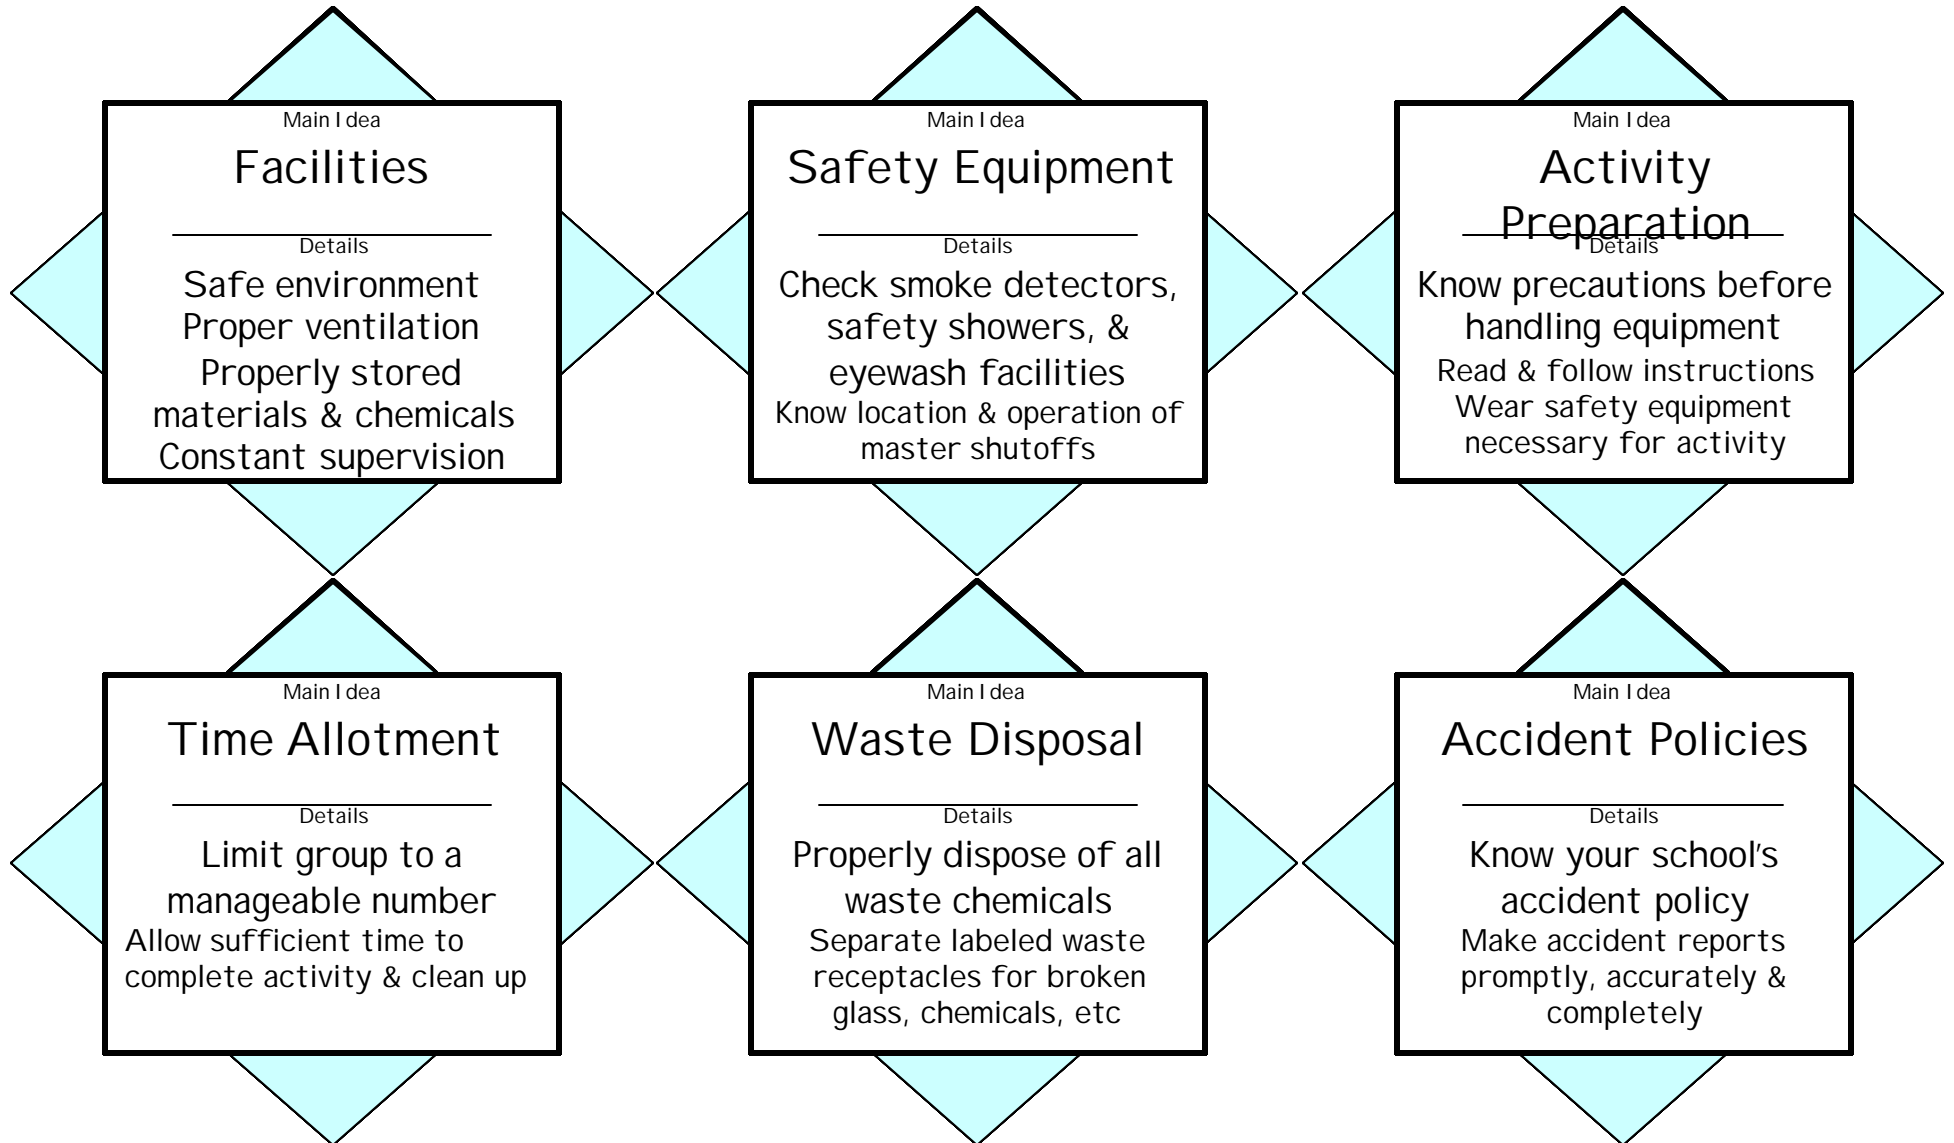 Main Idea
Facilities
Details
Safe environment
Proper ventilation
Properly stored
materials & chemicals
Constant supervision
Main Idea
Safety Equipment
Details
Check smoke detectors,
safety showers, &
eyewash facilities
Know location & operation of
master shutoffs
Main Idea
Activity
Preparation
Details
Know precautions before
handling equipment
Read & follow instructions
Wear safety equipment
necessary for activity
Main Idea
Time Allotment
Details
Limit group to a
manageable number
Allow sufficient time to
complete activity & clean up
Main Idea
Waste Disposal
Details
Properly dispose of all
waste chemicals
Separate labeled waste
receptacles for broken
glass, chemicals, etc
Main Idea
Accident Policies
Details
Know your school's
accident policy
Make accident reports
promptly, accurately &
completely